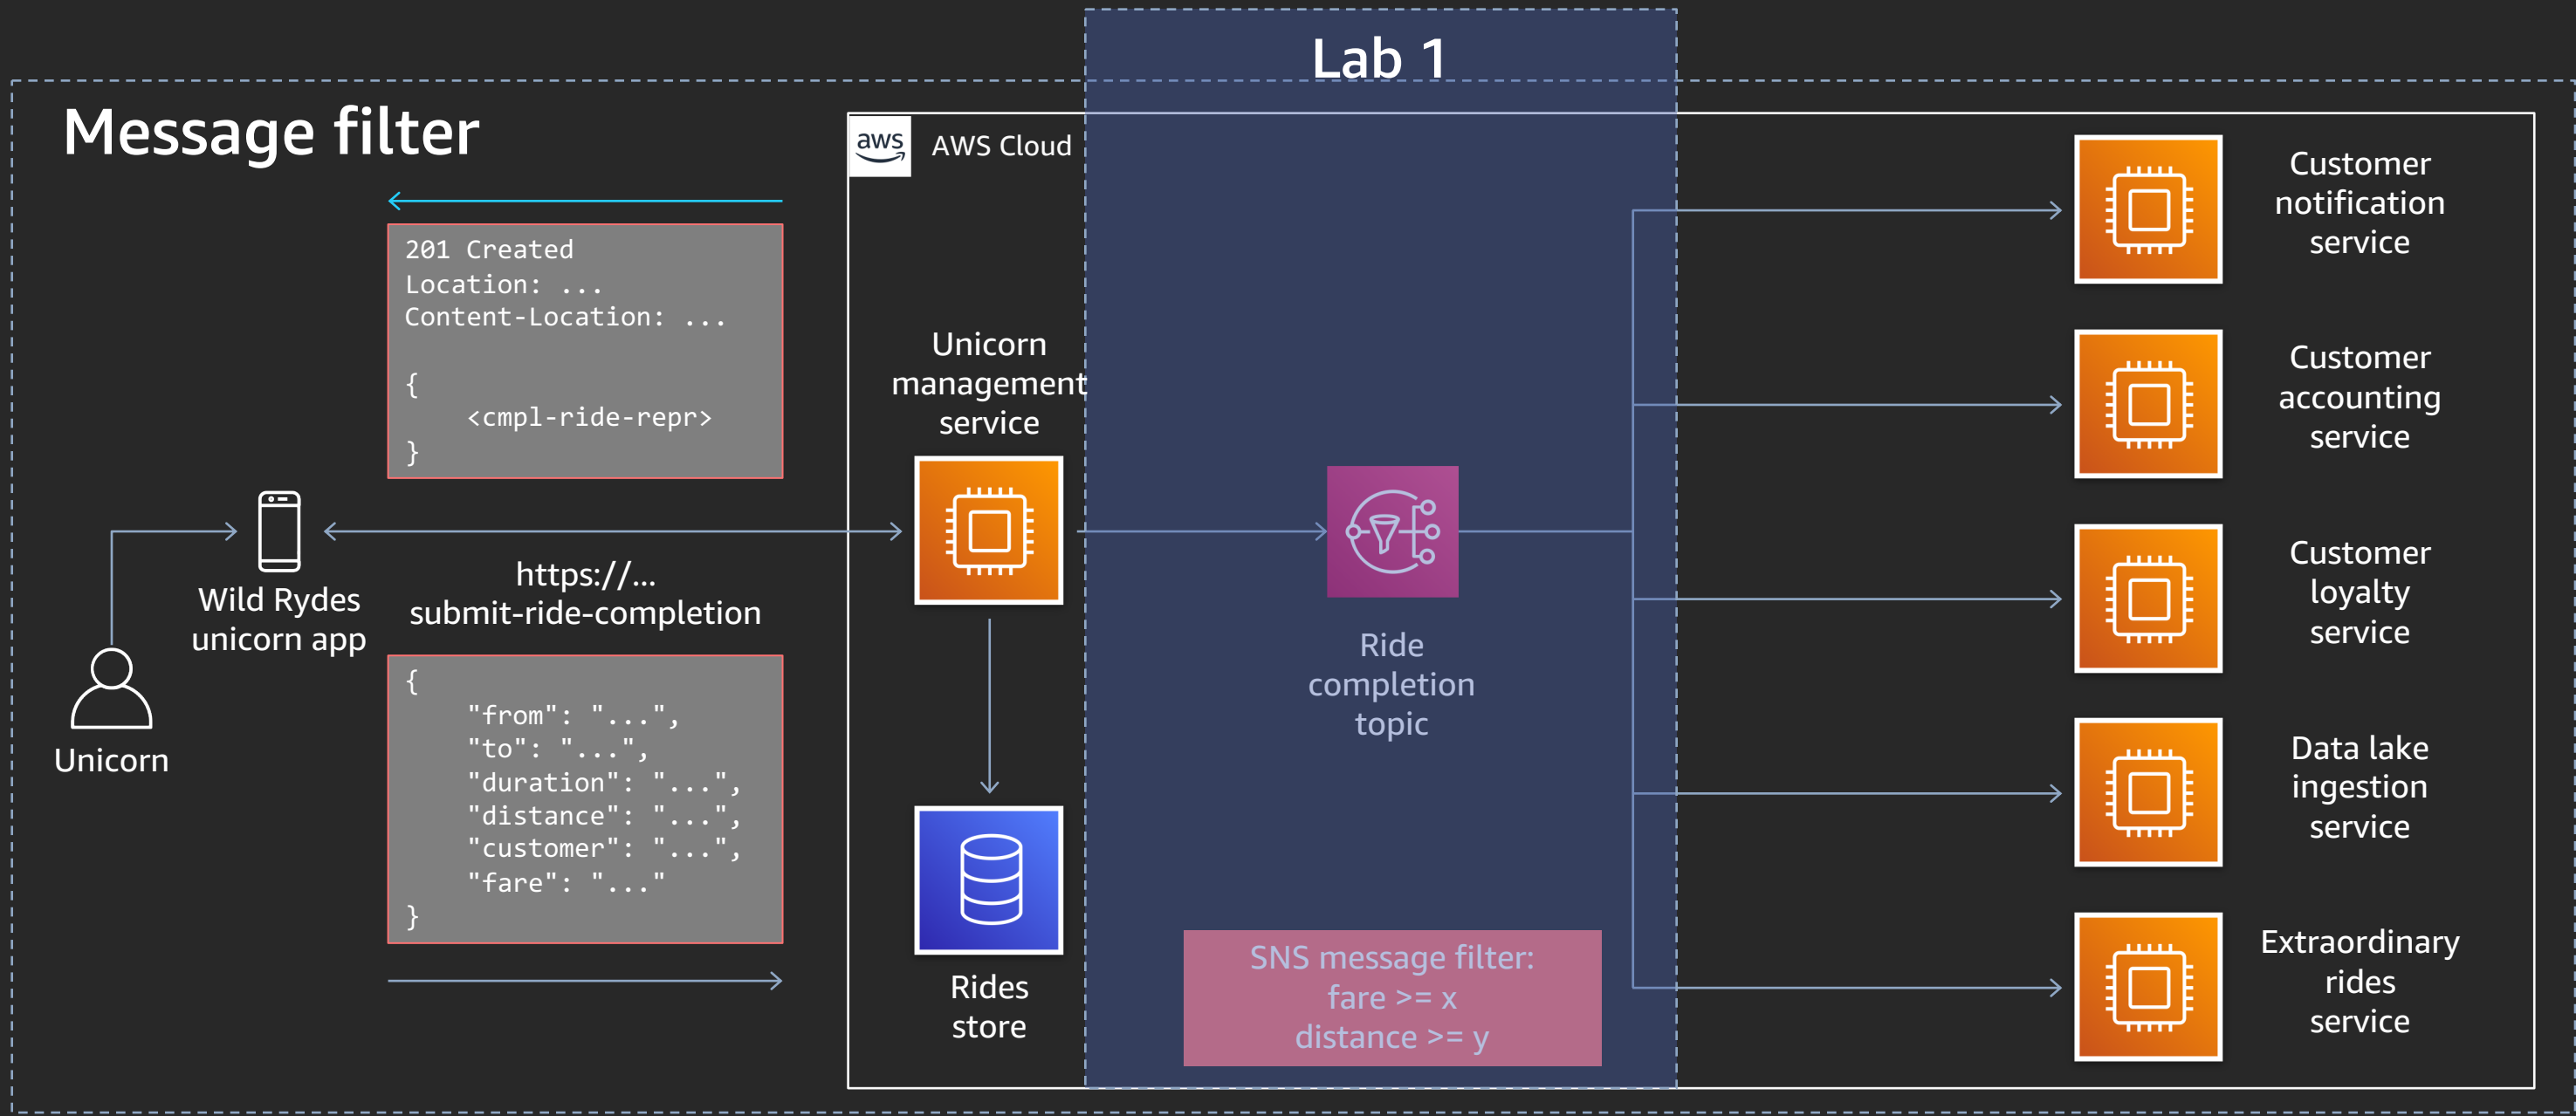 Lab 1
Message filter
aws
AWS Cloud
201 Created
Location: ...
Content-Location: ...
{
<cmpl-ride-repr>
}
Unicorn
management
service
Wild Rydes
unicorn app
https://...
submit-ride-completion
Unicorn
{
"from": "...",
"to": "...",
"duration": "...",
"distance": "...",
"customer": "...",
"fare": "..."
}
Rides
store
Ride
completion
topic
SNS message filter:
fare >= x
distance >= y
Customer
notification
service
Customer
accounting
service
Customer
loyalty
service
Data lake
ingestion
service
Extraordinary
rides
service